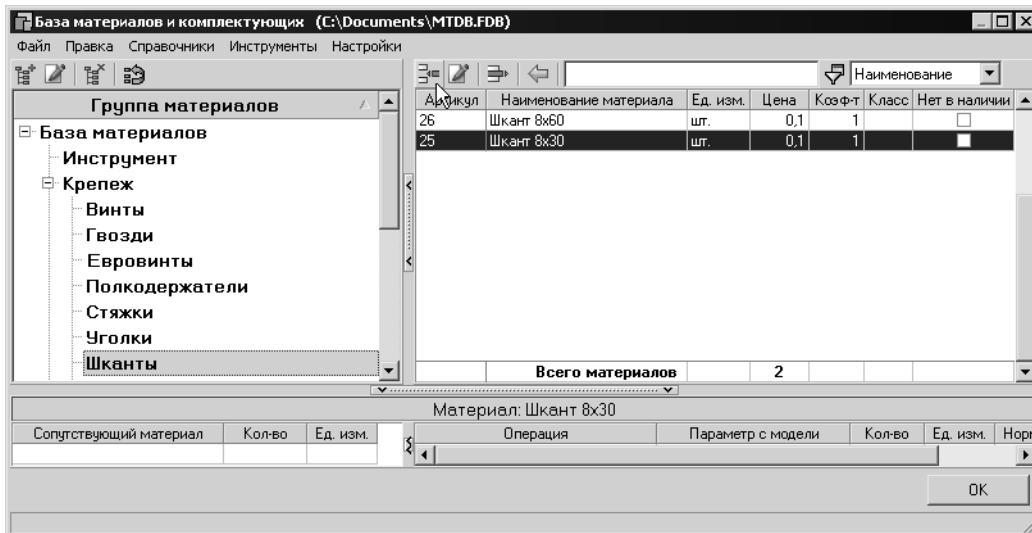 База материалов и комплектующих (C:\Documents\MTDB.FDB)
Файл Правка Справочники Инструменты Настройки
Наименование
Группа материалов
База материалов
Инструмент
Крепеж
Винты
Гвозди
Евровинты
Полкодержатели
Стяжки
Уголки
Шканты
Артикул Наименование материала Ед. изм. Цена Коэф-т Класс Нет в наличии
26 Шкант 8х60 шт. 0,1 1
25 Шкант 8х30 шт. 0,1 1
Всего материалов 2
Материал: Шкант 8х30
Сопутствующий материал Кол-во Ед. изм.
Операция Параметр с модели Кол-во Ед. изм. Норм
OK